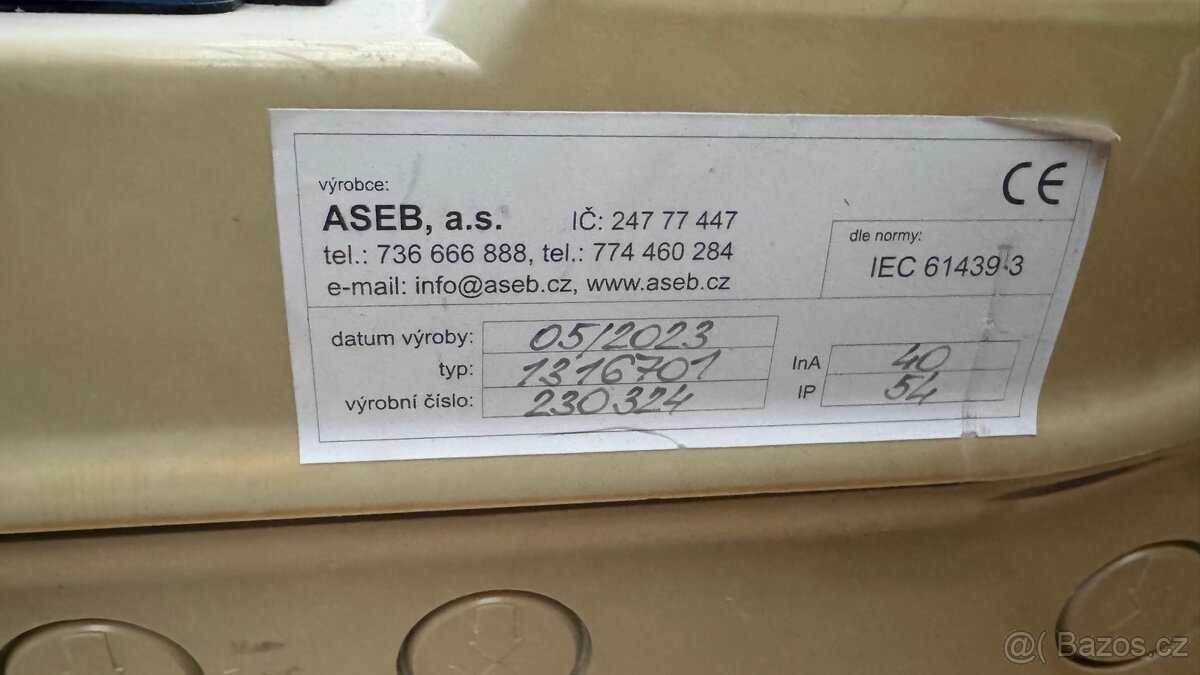 CE
výrobce:
ASEB, a.s. IČ: 247 77 447
tel.: 736 666 888, tel.: 774 460 284
e-mail: info@aseb.cz, www.aseb.cz
dle normy:
IEC 61439-3
datum výroby: 05/2023
typ: 1316701
výrobní číslo: 230324
InA 40
IP 54
@( Bazos.cz